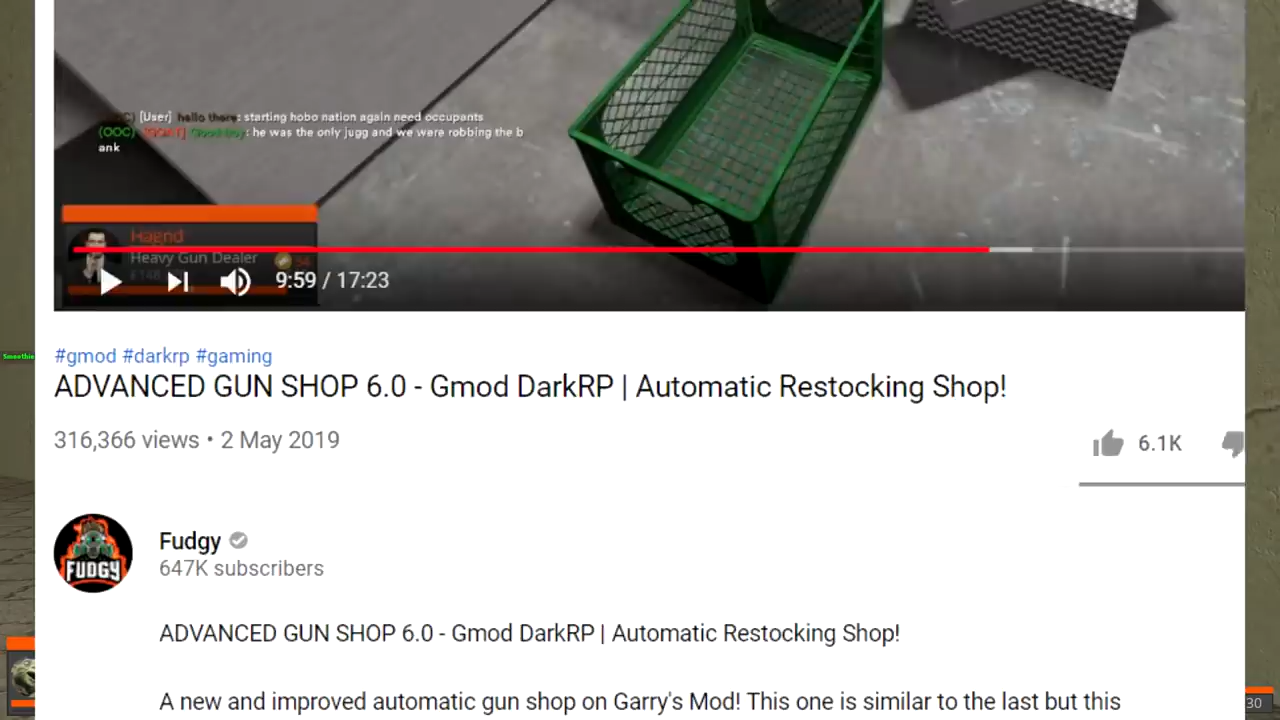 [User] hello there: starting hobo nation again need occupants
(OOC) : he was the only jugg and we were robbing the b
ank
Hagnd
Heavy Gun Dealer
9:59 / 17:23
#gmod #darkrp #gaming
Smoothie
ADVANCED GUN SHOP 6.0 - Gmod DarkRP | Automatic Restocking Shop!
316,366 views • 2 May 2019
6.1K
Fudgy
FUDGY
647K subscribers
ADVANCED GUN SHOP 6.0 - Gmod DarkRP | Automatic Restocking Shop!
A new and improved automatic gun shop on Garry's Mod! This one is similar to the last but this
30